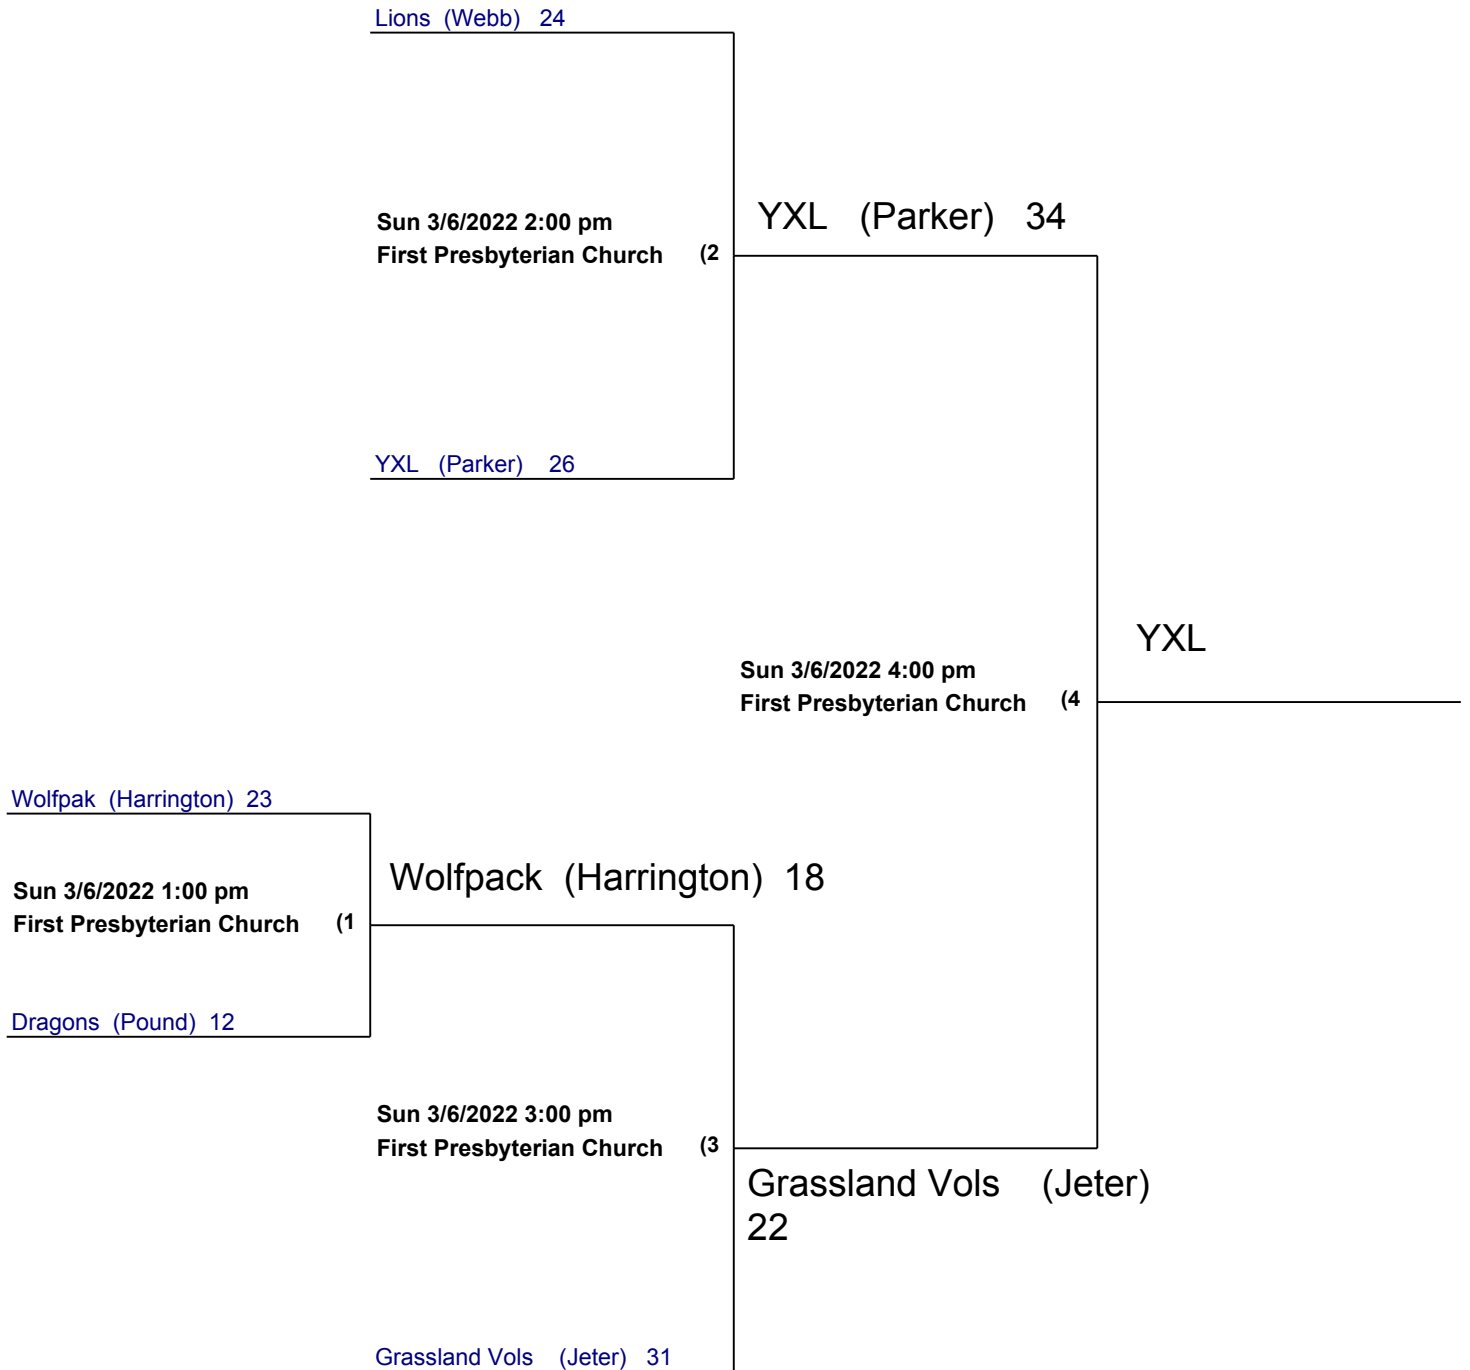 Lions (Webb) 24
Sun 3/6/2022 2:00 pm
First Presbyterian Church (2
YXL (Parker) 34
YXL (Parker) 26
YXL
Sun 3/6/2022 4:00 pm
First Presbyterian Church (4
Wolfpak (Harrington) 23
Sun 3/6/2022 1:00 pm
First Presbyterian Church (1
Wolfpack (Harrington) 18
Dragons (Pound) 12
Sun 3/6/2022 3:00 pm
First Presbyterian Church (3
Grassland Vols (Jeter)
22
Grassland Vols (Jeter) 31